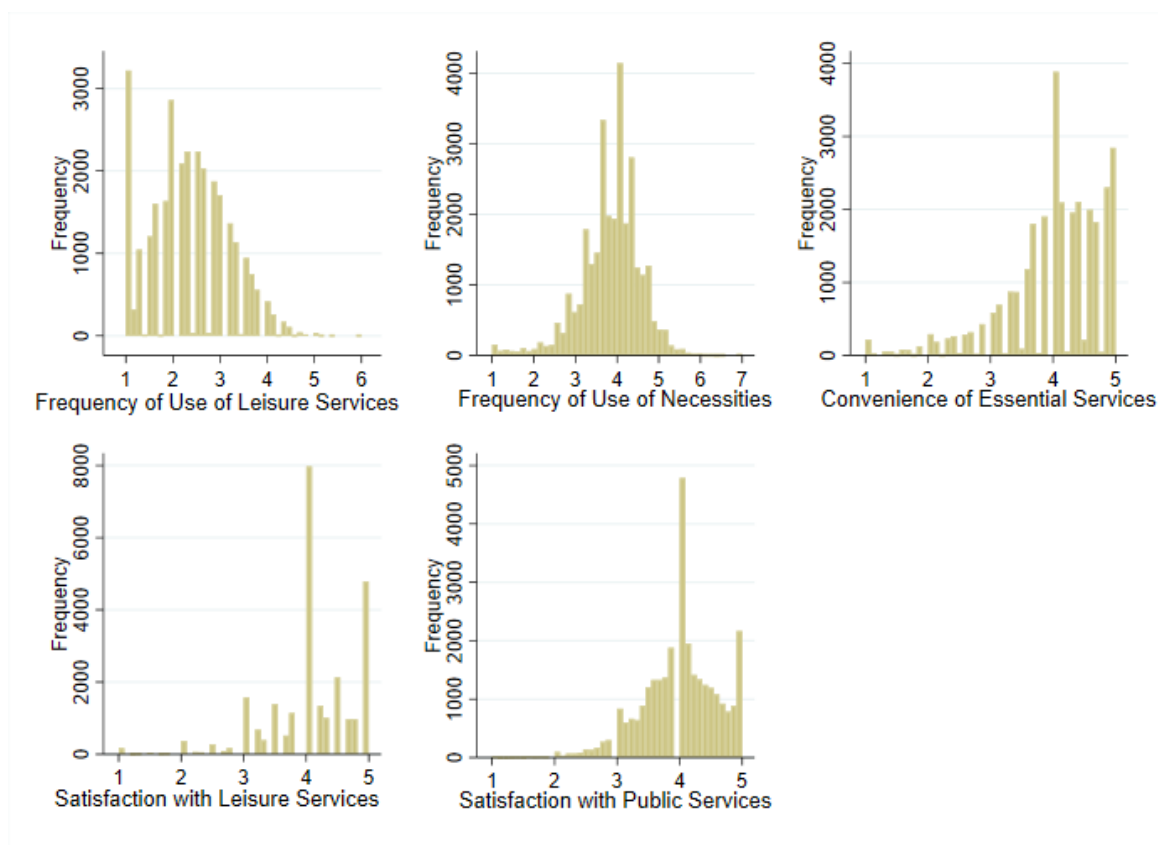 Frequency
0 1000 2000 3000
1 2 3 4 5 6
Frequency of Use of Leisure Services
Frequency
0 1000 2000 3000 4000
1 2 3 4 5 6 7
Frequency of Use of Necessities
Frequency
0 1000 2000 3000 4000
1 2 3 4 5
Convenience of Essential Services
Frequency
0 2000 4000 6000 8000
1 2 3 4 5
Satisfaction with Leisure Services
Frequency
0 1000 2000 3000 4000 5000
1 2 3 4 5
Satisfaction with Public Services